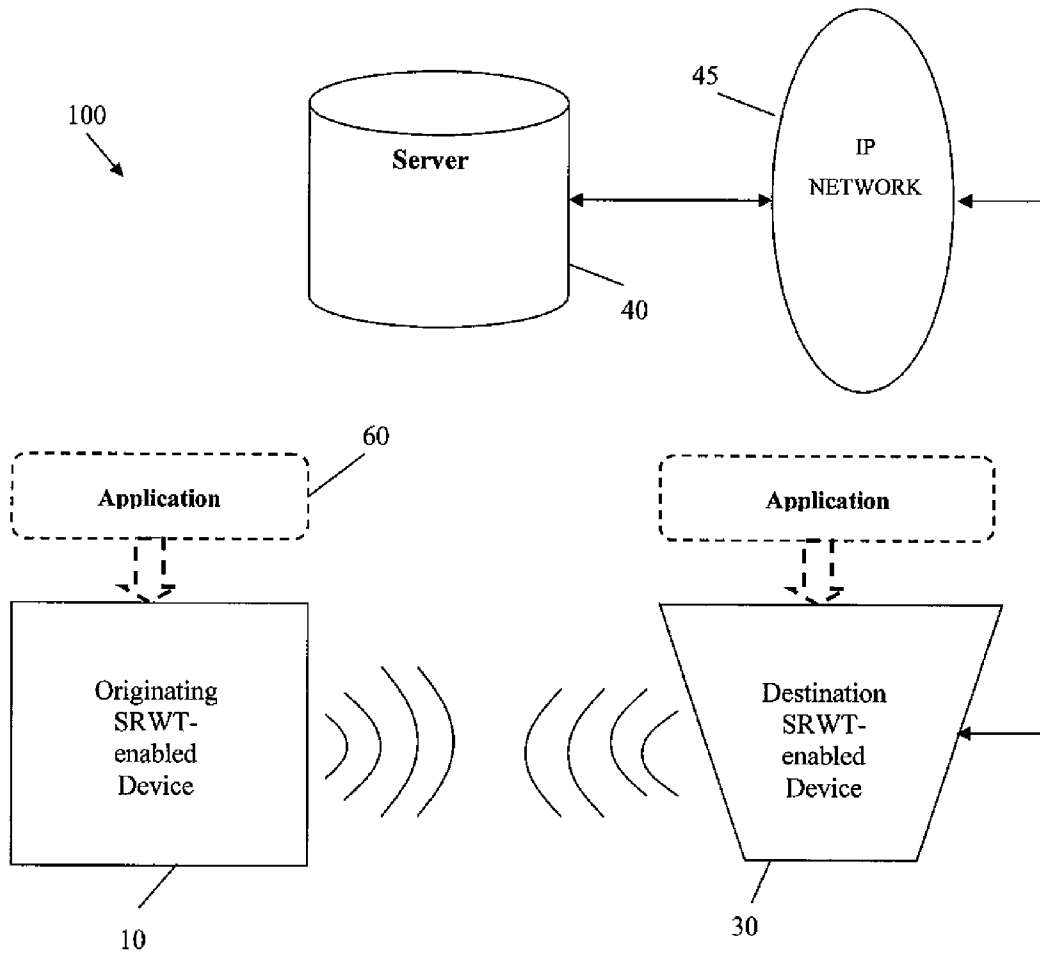 45
100
IP
NETWORK
Server
40
60
Application
Application
Originating
SRWT-
enabled
Device
Destination
SRWT-
enabled
Device
10
30